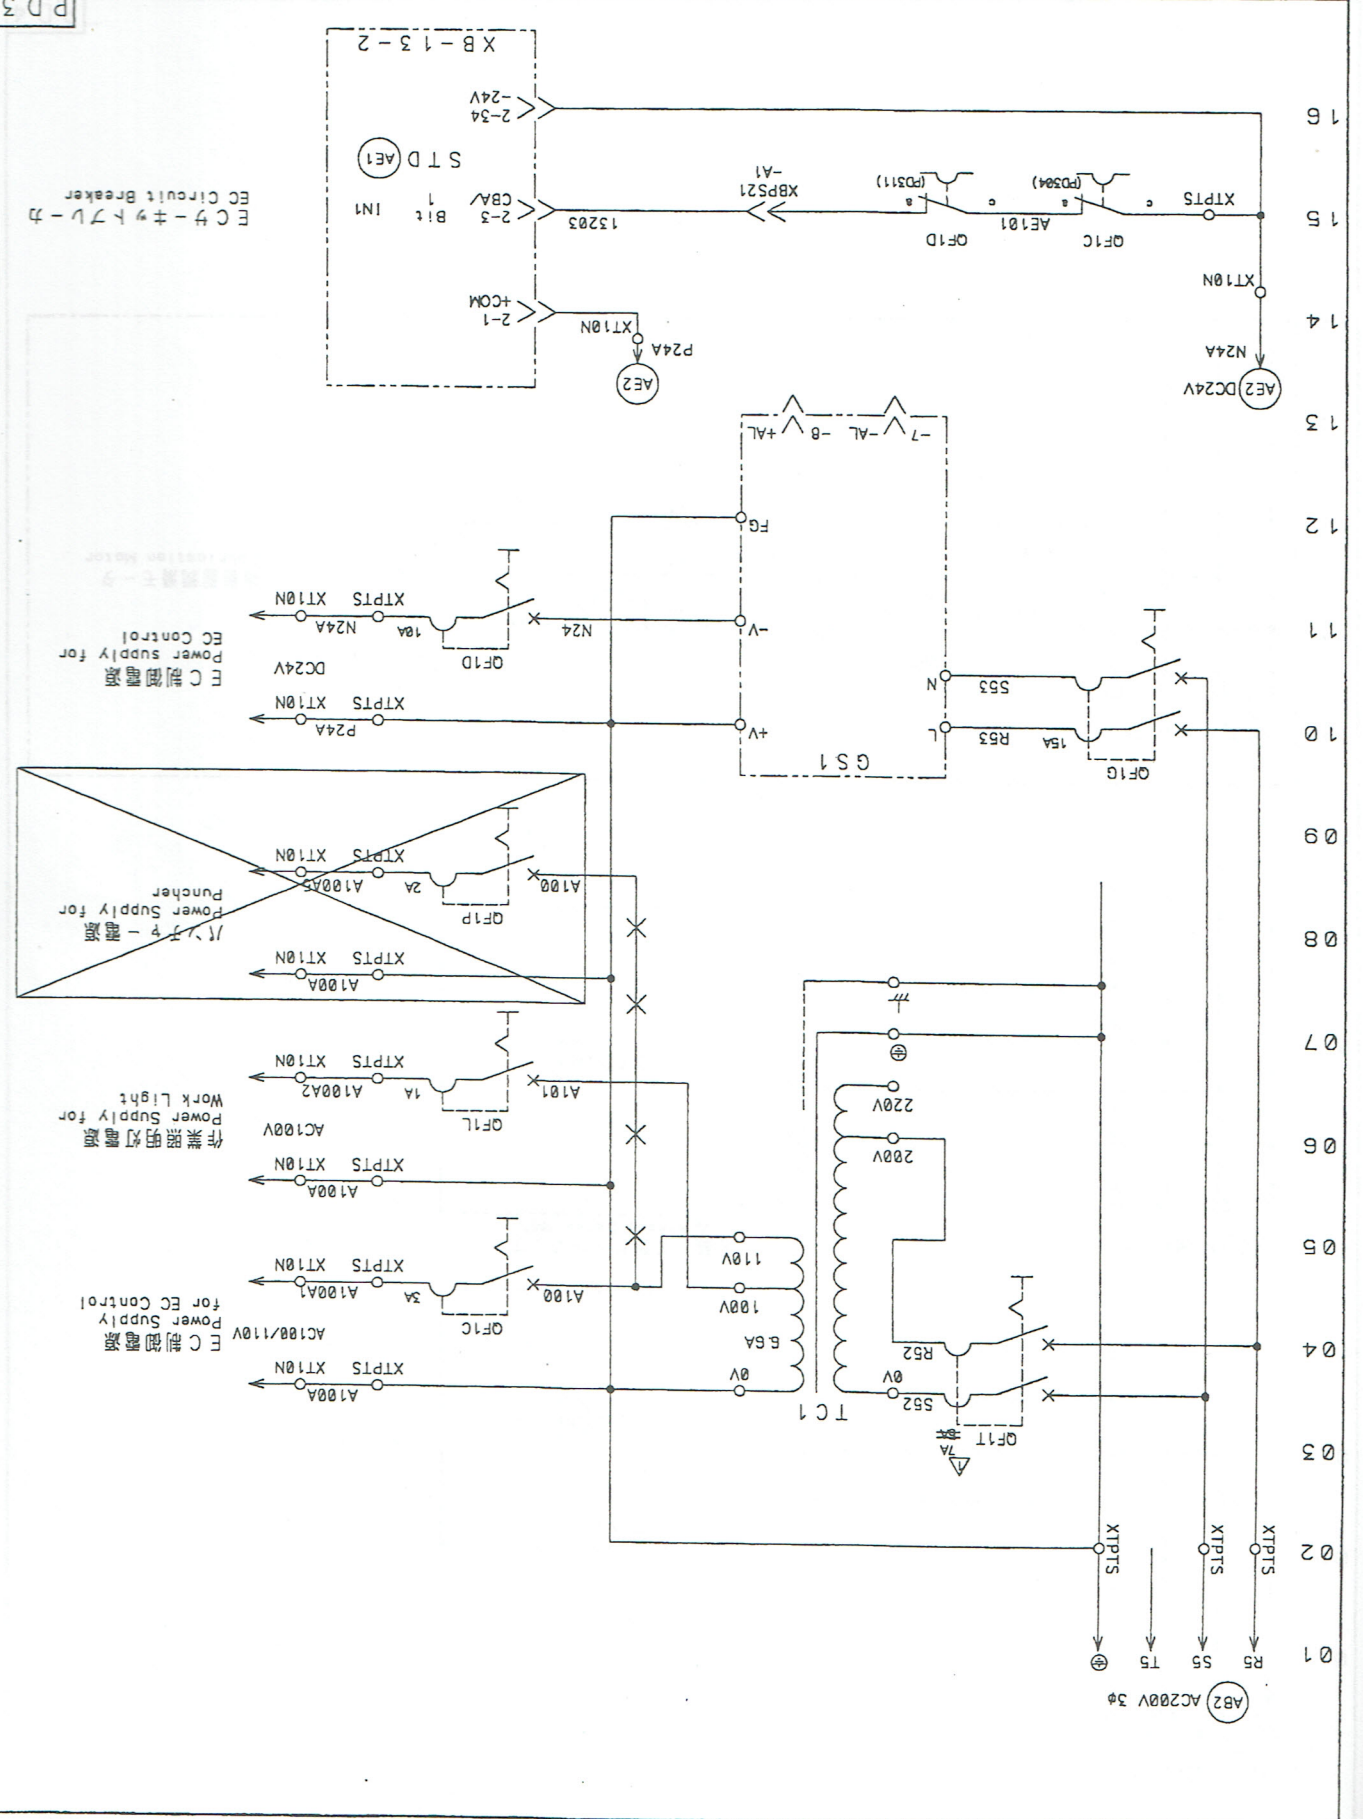 AB2 AC200V 3φ
01
R5
S5
T5
02
XTPTS
XTPTS
XTPTS
03
QF1T
7A
6A
1
TC1
04
S52
0V
R52
0V
A100A
XTPTS
XT10N
6.6A
AC100/110V
EC制御電源
Power Supply
for EC Control
QF1C
3A
A100
A100A1
XTPTS
XT10N
05
100V
110V
A100A
XTPTS
XT10N
06
200V
220V
QF1L
1A
A101
A100A2
XTPTS
XT10N
AC100V
作業照明灯電源
Power Supply for
Work Light
07
08
A100A
XTPTS
XT10N
QF1P
2A
A100
A100A5
XTPTS
XT10N
パンチャー電源
Power Supply for
Puncher
09
10
QF1G
15A
R53
S53
GS1
L
N
+V
-V
FG
P24A
XTPTS
XT10N
DC24V
EC制御電源
Power supply for
EC Control
11
QF1D
10A
N24
N24A
XTPTS
XT10N
12
13
-7
-AL
-8
+AL
AE2 DC24V
N24A
XT10N
14
AE2
P24A
XT10N
2-1
+COM
15
XTPTS
QF1C
c
a
(PD304)
AE101
QF1D
c
a
(PD311)
XBPS21
-A1
13203
2-3
CBA/
Bit
1
IN1
ECサーキットブレーカ
EC Circuit Breaker
STD AE1
16
2-34
-24V
XB-13-2
PD3